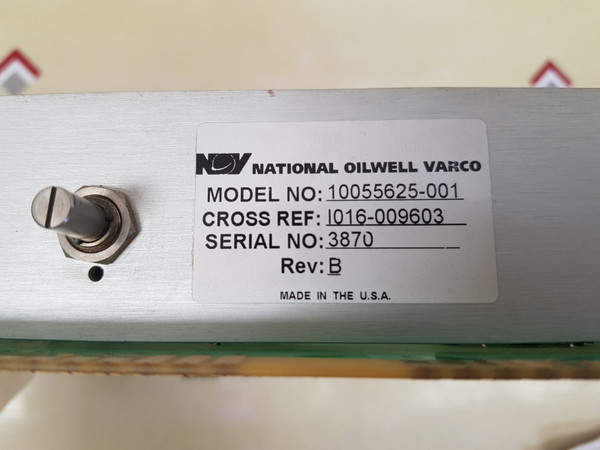 NOV NATIONAL OILWELL VARCO
MODEL NO: 10055625-001
CROSS REF: I016-009603
SERIAL NO: 3870
Rev: B
MADE IN THE U.S.A.